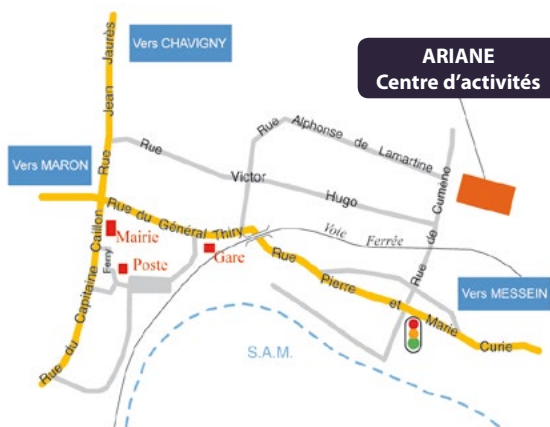 Vers CHAVIGNY
ARIANE
Centre d'activités
Rue Jean Jaurès
Rue Alphonse de Lamartine
Rue Victor Hugo
Vers MARON
Rue du Général Thiry
Voie Ferrée
Rue de Cumène
Mairie
Gare
Ferry
Poste
Rue du Capitaine Caillon
Rue Pierre et Marie Curie
Vers MESSEIN
S.A.M.